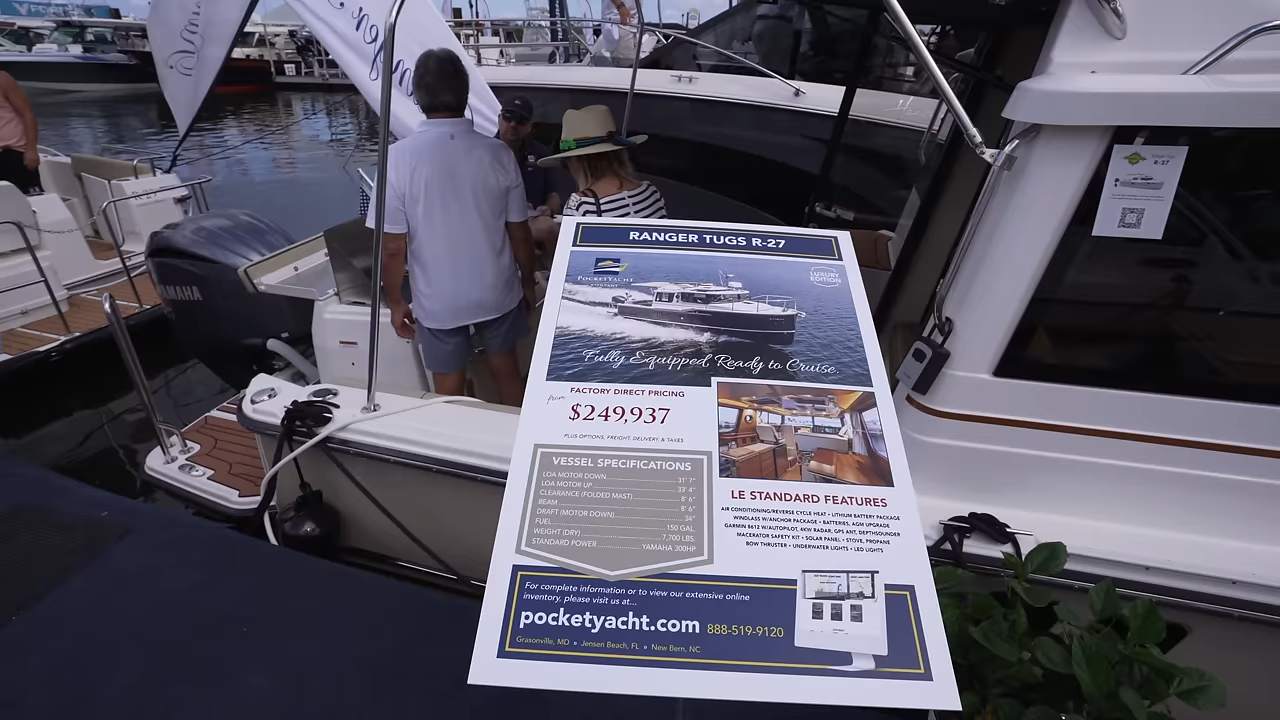 YAMAHA
Ranger Tugs
R-27
RANGER TUGS R-27
POCKETYACHT
COMPANY
LUXURY
EDITION
Fully Equipped Ready to Cruise.
FACTORY DIRECT PRICING
from
$249,937
PLUS OPTIONS, FREIGHT, DELIVERY, & TAXES
VESSEL SPECIFICATIONS
LOA MOTOR DOWN 31' 7"
LOA MOTOR UP 33' 4"
CLEARANCE (FOLDED MAST) 8' 6"
BEAM 8' 6"
DRAFT (MOTOR DOWN) 34"
FUEL 150 GAL.
WEIGHT (DRY) 7,700 LBS.
STANDARD POWER YAMAHA 300HP
LE STANDARD FEATURES
AIR CONDITIONING/REVERSE CYCLE HEAT • LITHIUM BATTERY PACKAGE
WINDLASS W/ANCHOR PACKAGE • BATTERIES, AGM UPGRADE
GARMIN 8612 W/AUTOPILOT, 4KW RADAR, GPS ANT, DEPTHSOUNDER
MACERATOR SAFETY KIT • SOLAR PANEL • STOVE, PROPANE
BOW THRUSTER • UNDERWATER LIGHTS • LED LIGHTS
For complete information or to view our extensive online
inventory, please visit us at...
pocketyacht.com 888-519-9120
Grasonville, MD » Jensen Beach, FL » New Bern, NC